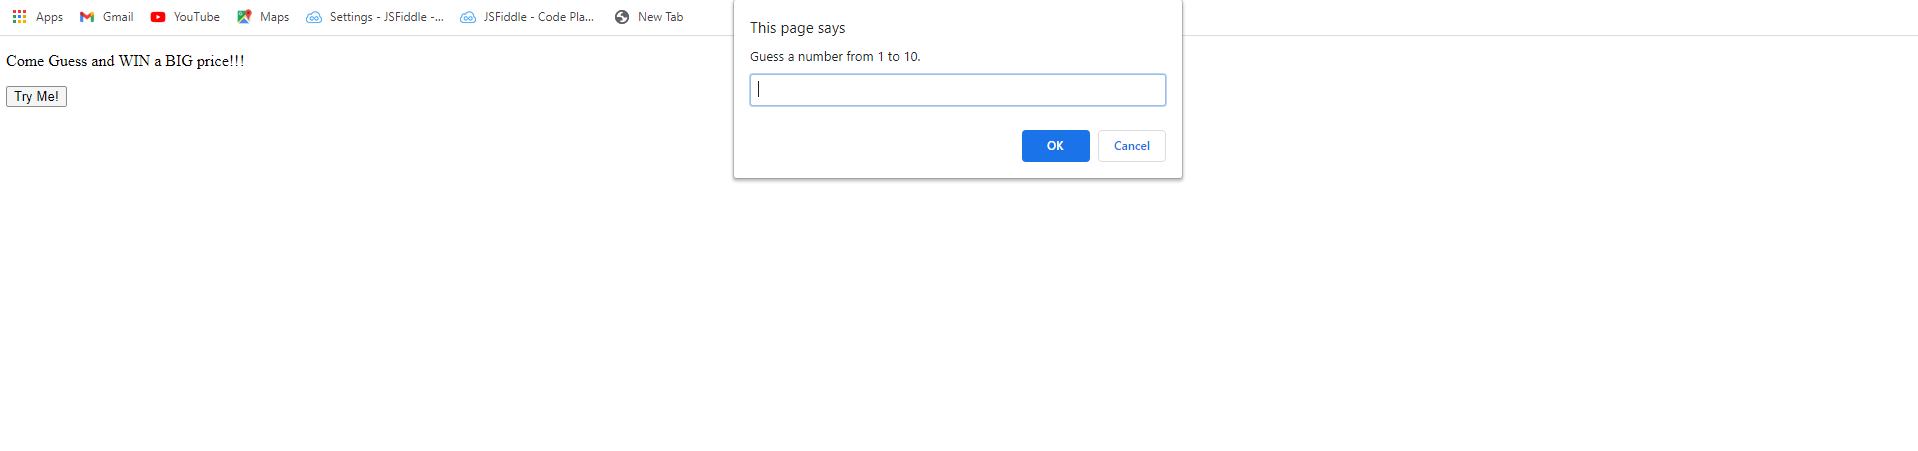 Apps Gmail YouTube Maps Settings - JSFiddle -... JSFiddle - Code Pla... New Tab
This page says
Guess a number from 1 to 10.
OK Cancel
Come Guess and WIN a BIG price!!!
Try Me!